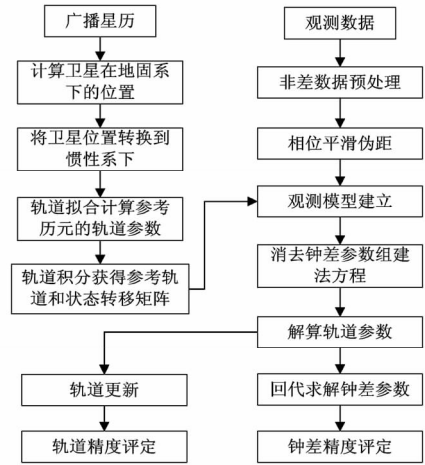 广播星历
计算卫星在地固系
下的位置
将卫星位置转换到
惯性系下
轨道拟合计算参考
历元的轨道参数
轨道积分获得参考轨
道和状态转移矩阵
观测数据
非差数据预处理
相位平滑伪距
观测模型建立
消去钟差参数组建
法方程
解算轨道参数
轨道更新
轨道精度评定
回代求解钟差参数
钟差精度评定